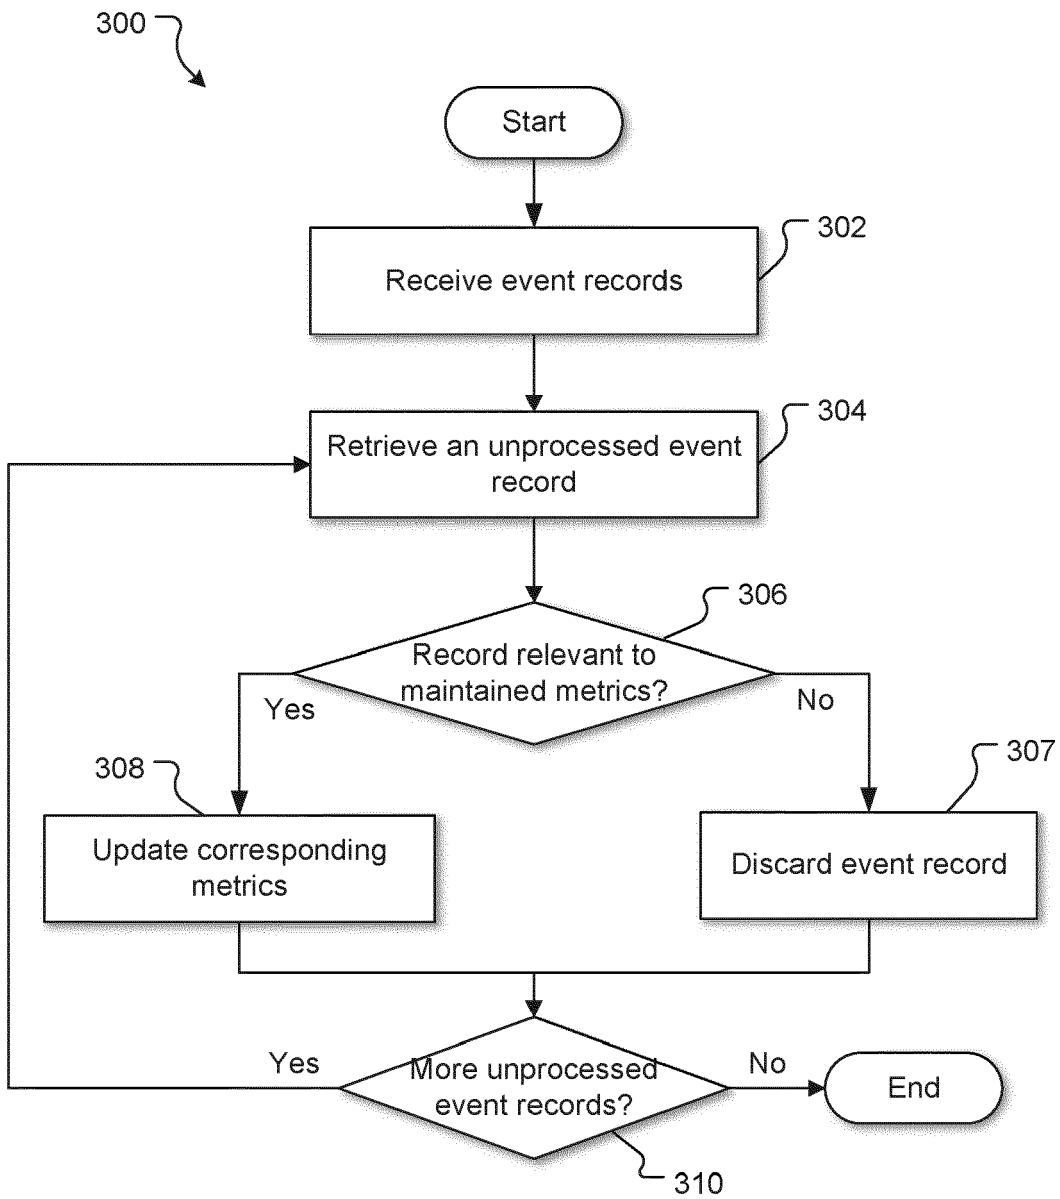 300
Start
302
Receive event records
304
Retrieve an unprocessed event
record
306
Record relevant to
maintained metrics?
Yes
No
308
307
Update corresponding
metrics
Discard event record
Yes
More unprocessed
event records?
No
End
310